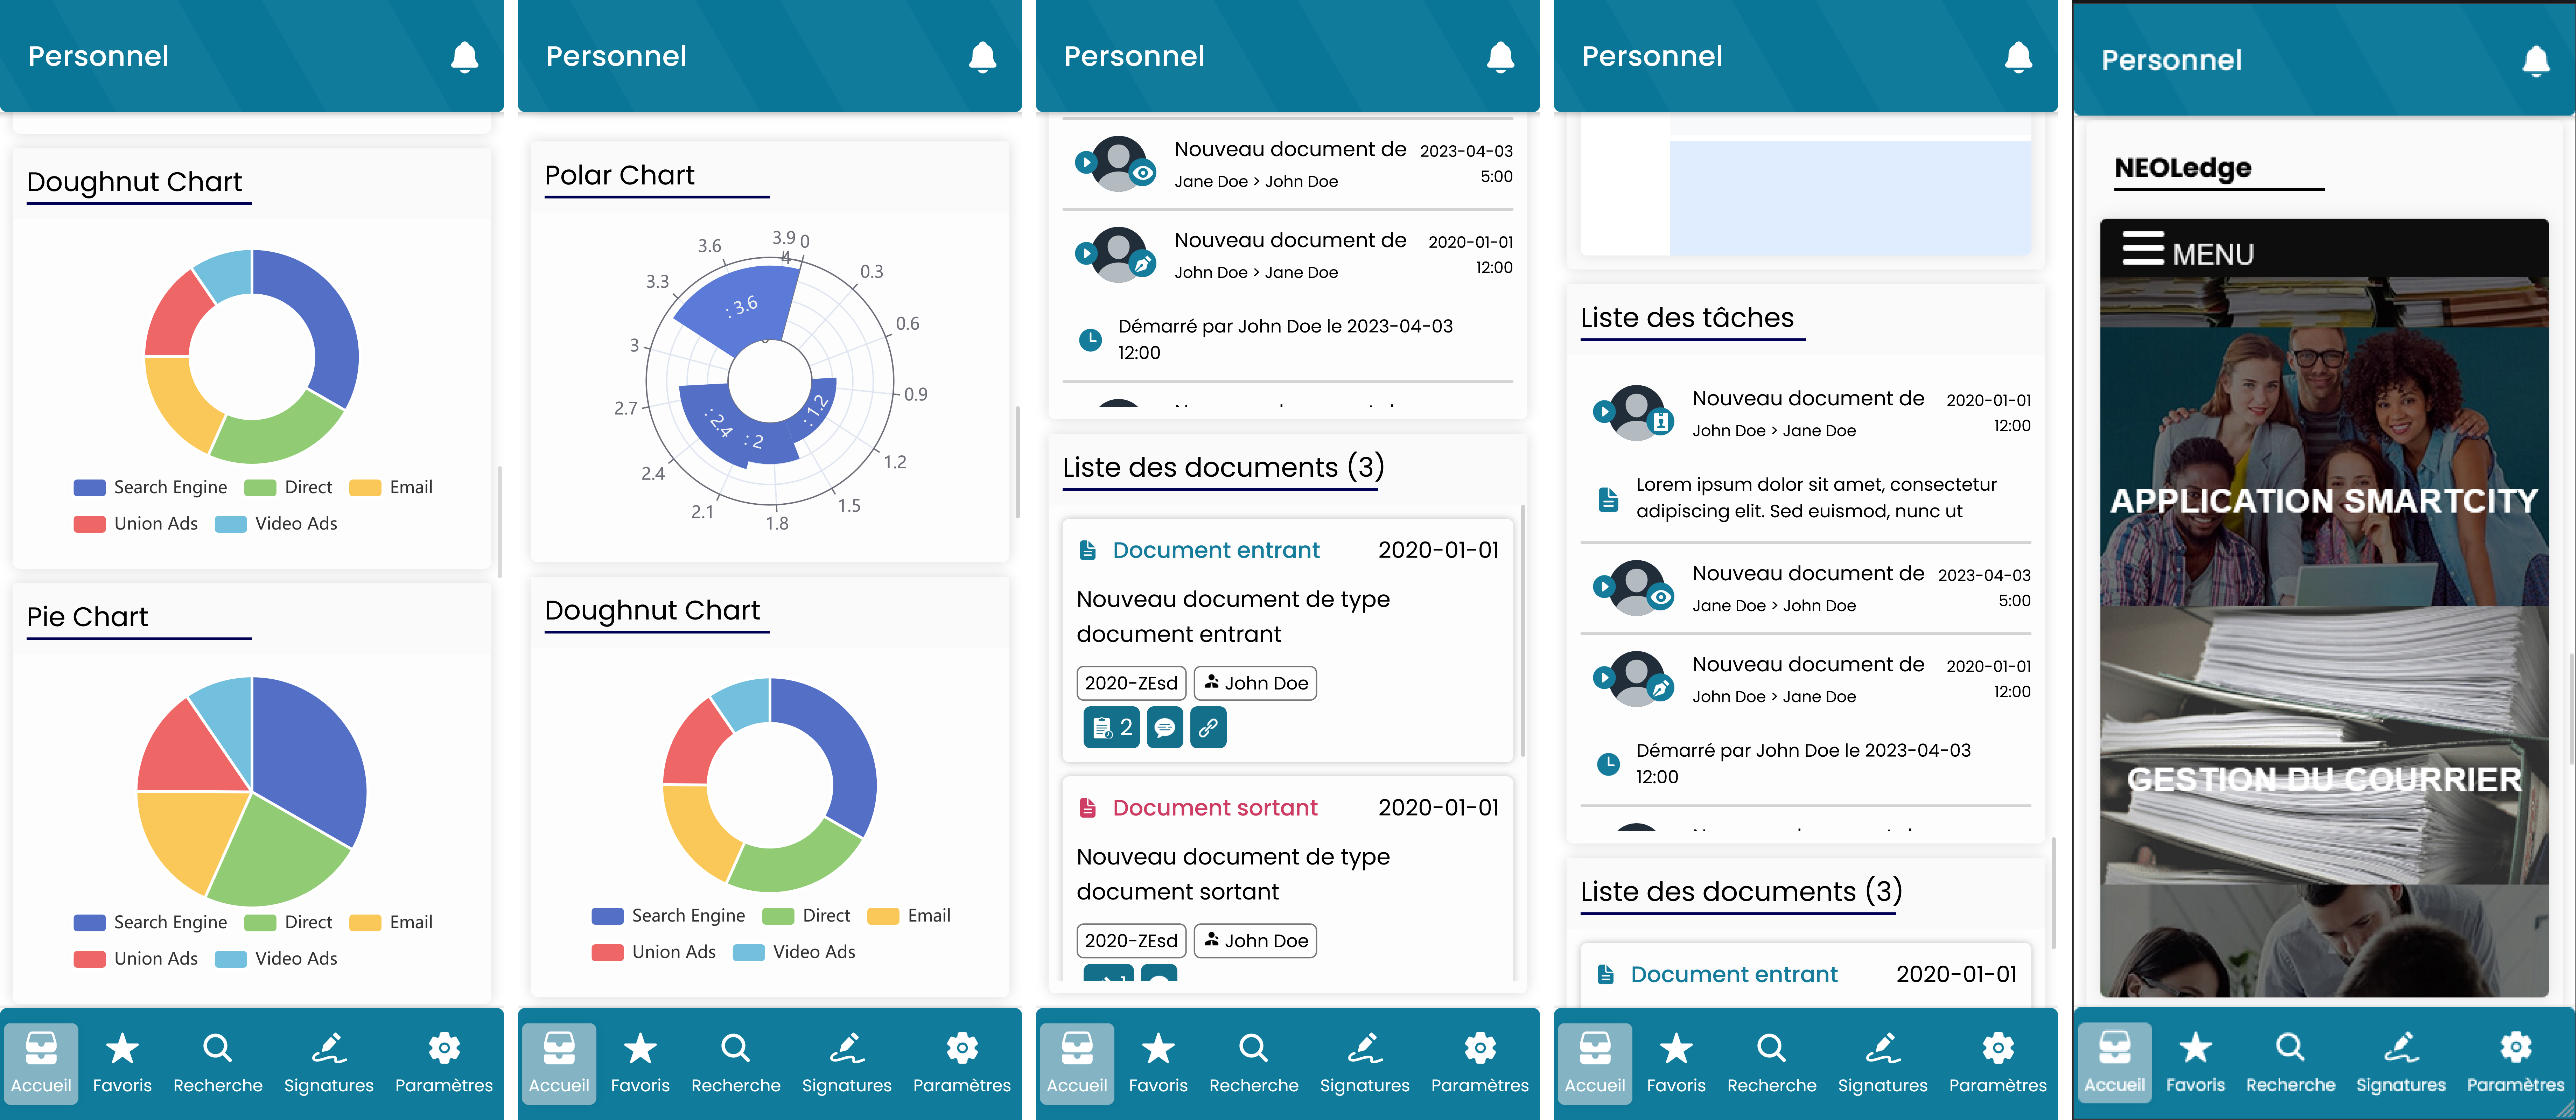 Personnel
Doughnut Chart
Search Engine Direct Email
Union Ads Video Ads
Pie Chart
Search Engine Direct Email
Union Ads Video Ads
Accueil Favoris Recherche Signatures Paramètres
Personnel
Polar Chart
3.9 0
4
3.6
0.3
3.3
: 3.6
0.6
3
0
0.9
2.7
: 1.2
: 2.4
: 2
1.2
2.4
1.5
2.1
1.8
Doughnut Chart
Search Engine Direct Email
Union Ads Video Ads
Accueil Favoris Recherche Signatures Paramètres
Personnel
Nouveau document de 2023-04-03
Jane Doe > John Doe 5:00
Nouveau document de 2020-01-01
John Doe > Jane Doe 12:00
Démarré par John Doe le 2023-04-03
12:00
Liste des documents (3)
Document entrant 2020-01-01
Nouveau document de type
document entrant
2020-ZEsd John Doe
2
Document sortant 2020-01-01
Nouveau document de type
document sortant
2020-ZEsd John Doe
Accueil Favoris Recherche Signatures Paramètres
Personnel
Liste des tâches
Nouveau document de 2020-01-01
John Doe > Jane Doe 12:00
Lorem ipsum dolor sit amet, consectetur
adipiscing elit. Sed euismod, nunc ut
Nouveau document de 2023-04-03
Jane Doe > John Doe 5:00
Nouveau document de 2020-01-01
John Doe > Jane Doe 12:00
Démarré par John Doe le 2023-04-03
12:00
Liste des documents (3)
Document entrant 2020-01-01
Accueil Favoris Recherche Signatures Paramètres
Personnel
NEOLedge
MENU
APPLICATION SMARTCITY
GESTION DU COURRIER
Accueil Favoris Recherche Signatures Paramètres